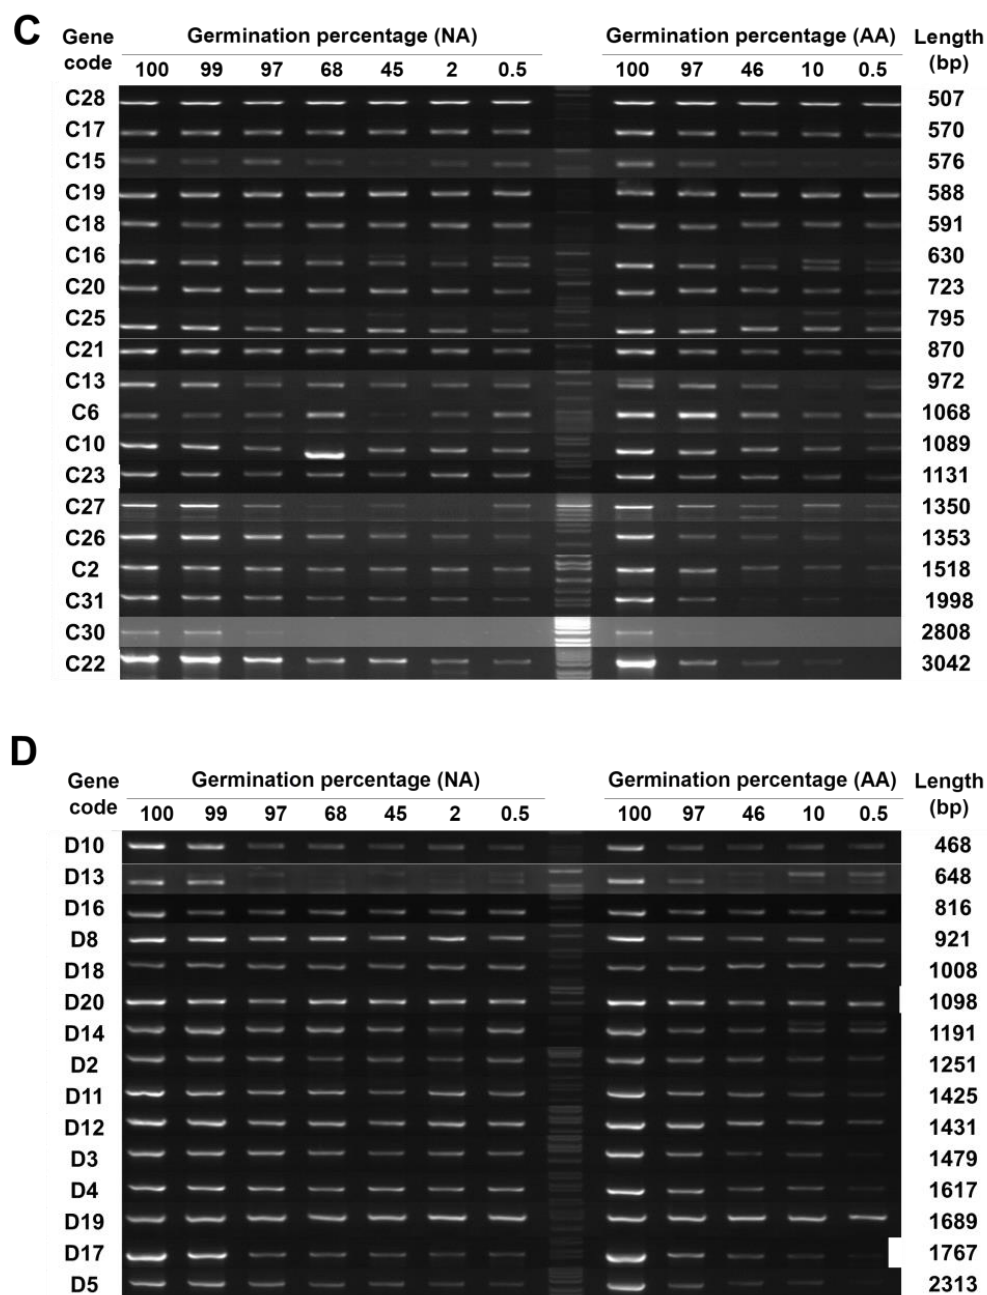 C
Gene code Germination percentage (NA) Germination percentage (AA) Length (bp)
100 99 97 68 45 2 0.5 100 97 46 10 0.5
C28 507
C17 570
C15 576
C19 588
C18 591
C16 630
C20 723
C25 795
C21 870
C13 972
C6 1068
C10 1089
C23 1131
C27 1350
C26 1353
C2 1518
C31 1998
C30 2808
C22 3042
D
Gene code Germination percentage (NA) Germination percentage (AA) Length (bp)
100 99 97 68 45 2 0.5 100 97 46 10 0.5
D10 468
D13 648
D16 816
D8 921
D18 1008
D20 1098
D14 1191
D2 1251
D11 1425
D12 1431
D3 1479
D4 1617
D19 1689
D17 1767
D5 2313